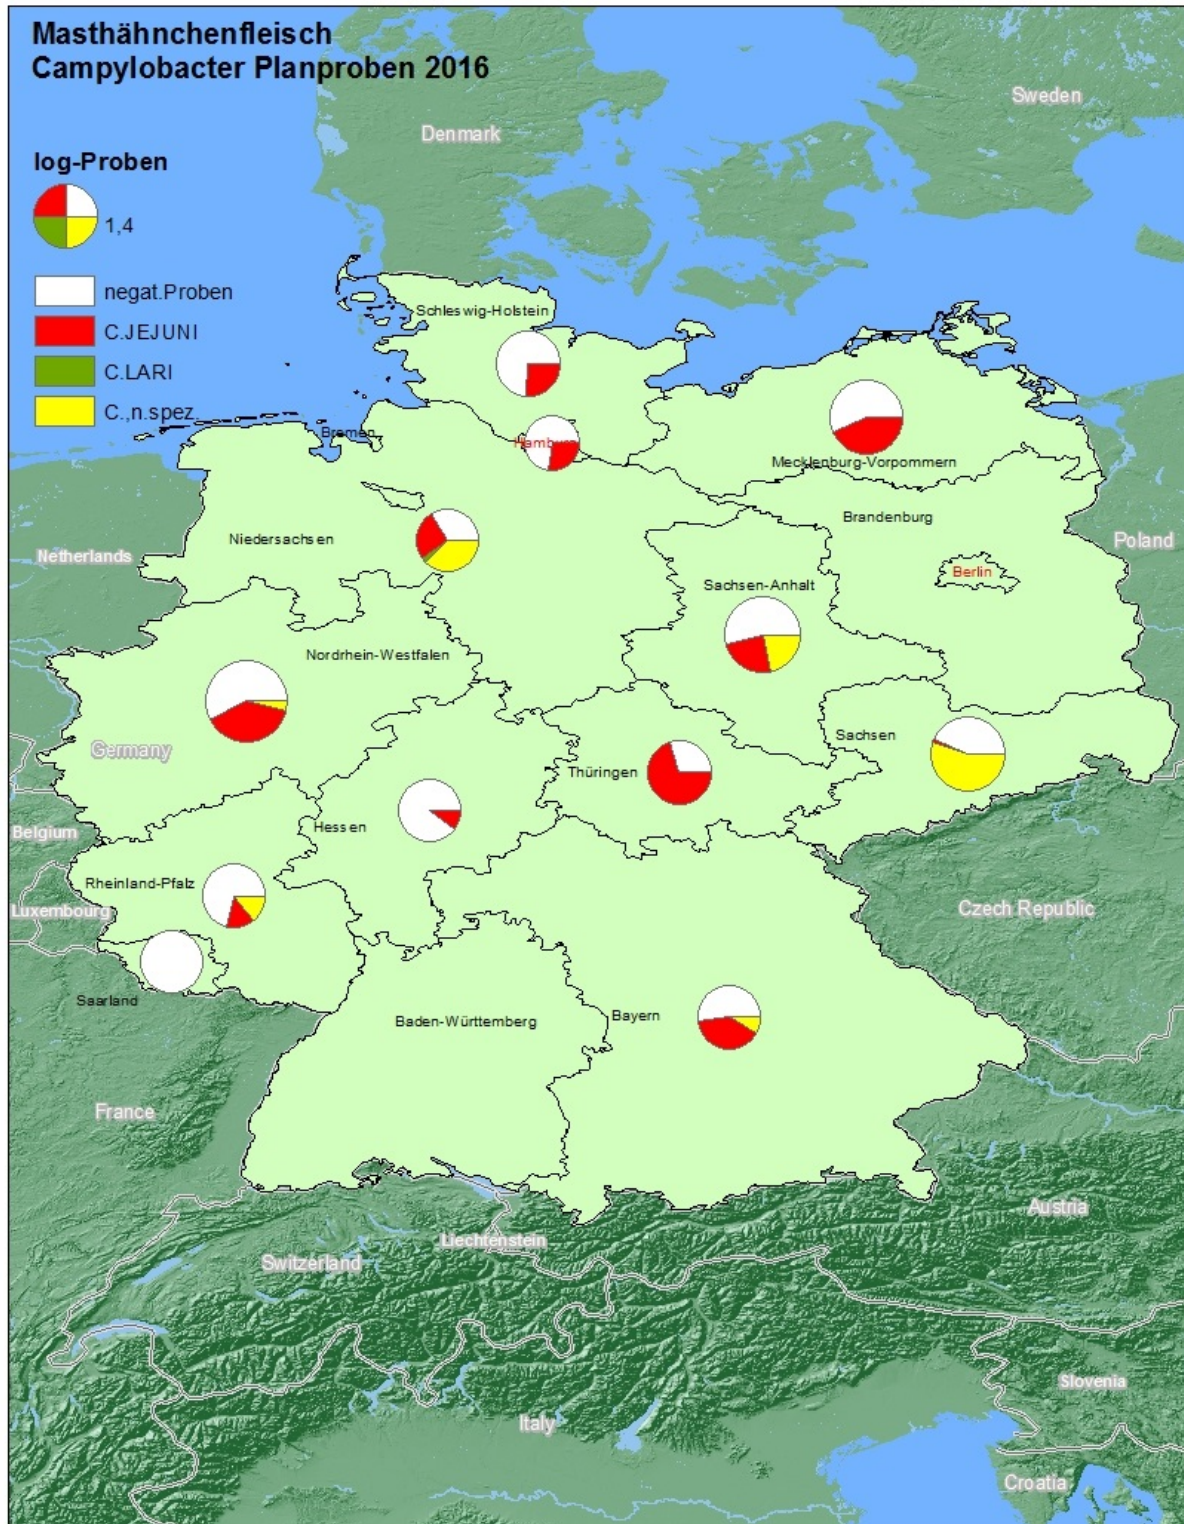 Masthähnchenfleisch
Campylobacter Planproben 2016
Sweden
Denmark
log-Proben
1,4
negat.Proben
C.JEJUNI
C.LARI
C.,n.spez.
Schleswig-Holstein
Bremen
Hamburg
Mecklenburg-Vorpommern
Brandenburg
Niedersachsen
Netherlands
Poland
Berlin
Sachsen-Anhalt
Nordrhein-Westfalen
Sachsen
Germany
Thüringen
Hessen
Belgium
Rheinland-Pfalz
Luxembourg
Czech Republic
Saarland
Baden-Württemberg
Bayern
France
Austria
Liechtenstein
Switzerland
Slovenia
Italy
Croatia